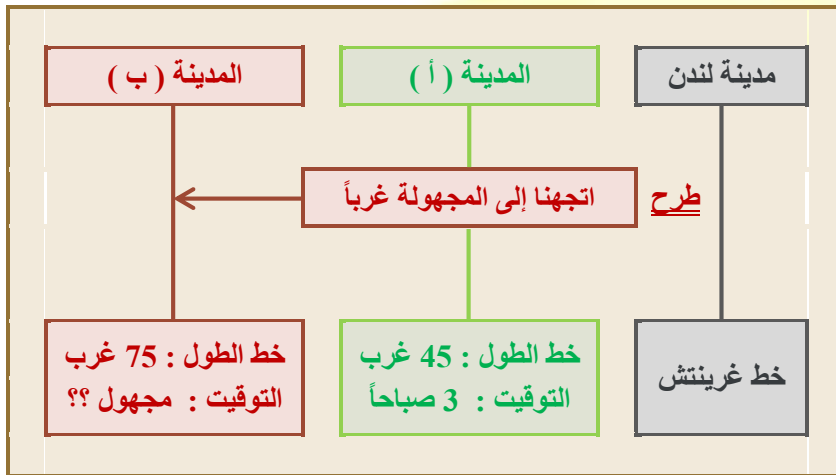 مدينة لندن
المدينة ( أ )
المدينة ( ب )
طرح
اتجهنا إلى المجهولة غرباً
خط غرينتش
خط الطول : 45 غرب
التوقيت : 3 صباحاً
خط الطول : 75 غرب
التوقيت : مجهول ؟؟